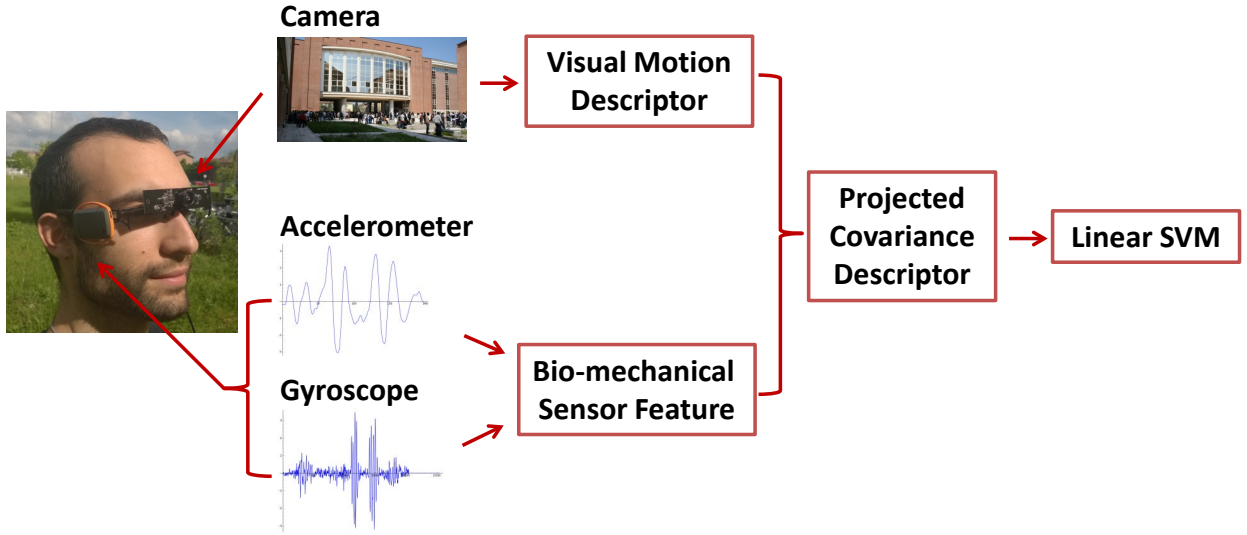 Camera
Visual Motion
Descriptor
Accelerometer
Gyroscope
Bio-mechanical
Sensor Feature
Projected
Covariance
Descriptor
Linear SVM